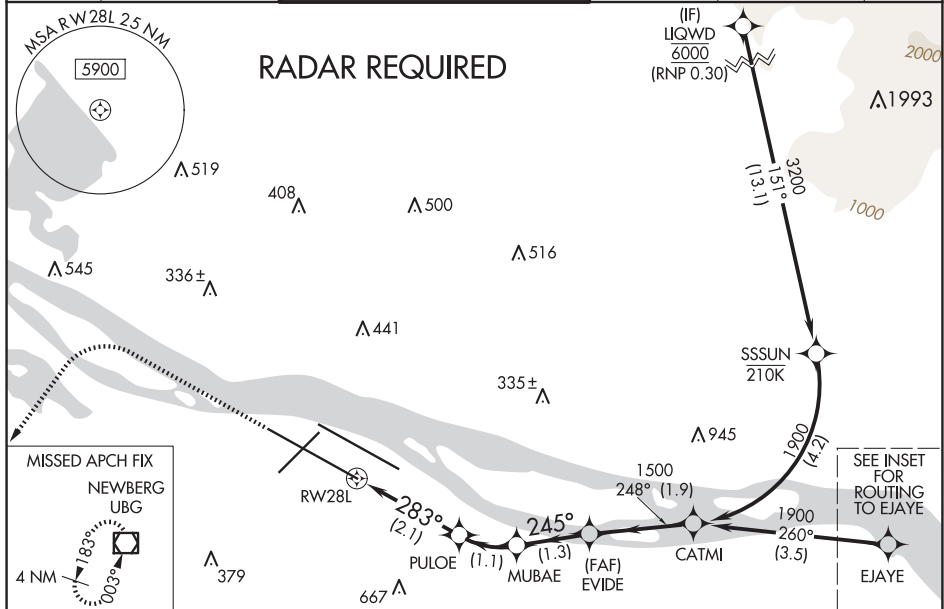 MSA RW28L 25 NM
5900
RADAR REQUIRED
(IF)
LIQWD
6000
(RNP 0.30)
2000
1993
519
408
500
3200
151°
(13.1)
1000
516
545
336±
441
SSSUN
210K
335±
945
1900
(4.2)
MISSED APCH FIX
NEWBERG
UBG
183°
4 NM
003°
RW28L
283°
(2.1)
1500
248° (1.9)
SEE INSET
FOR
ROUTING
TO EJAYE
1900
260°
(3.5)
245°
(1.3)
PULOE
(1.1)
MUBAE
(FAF)
EVIDE
CATMI
EJAYE
379
667